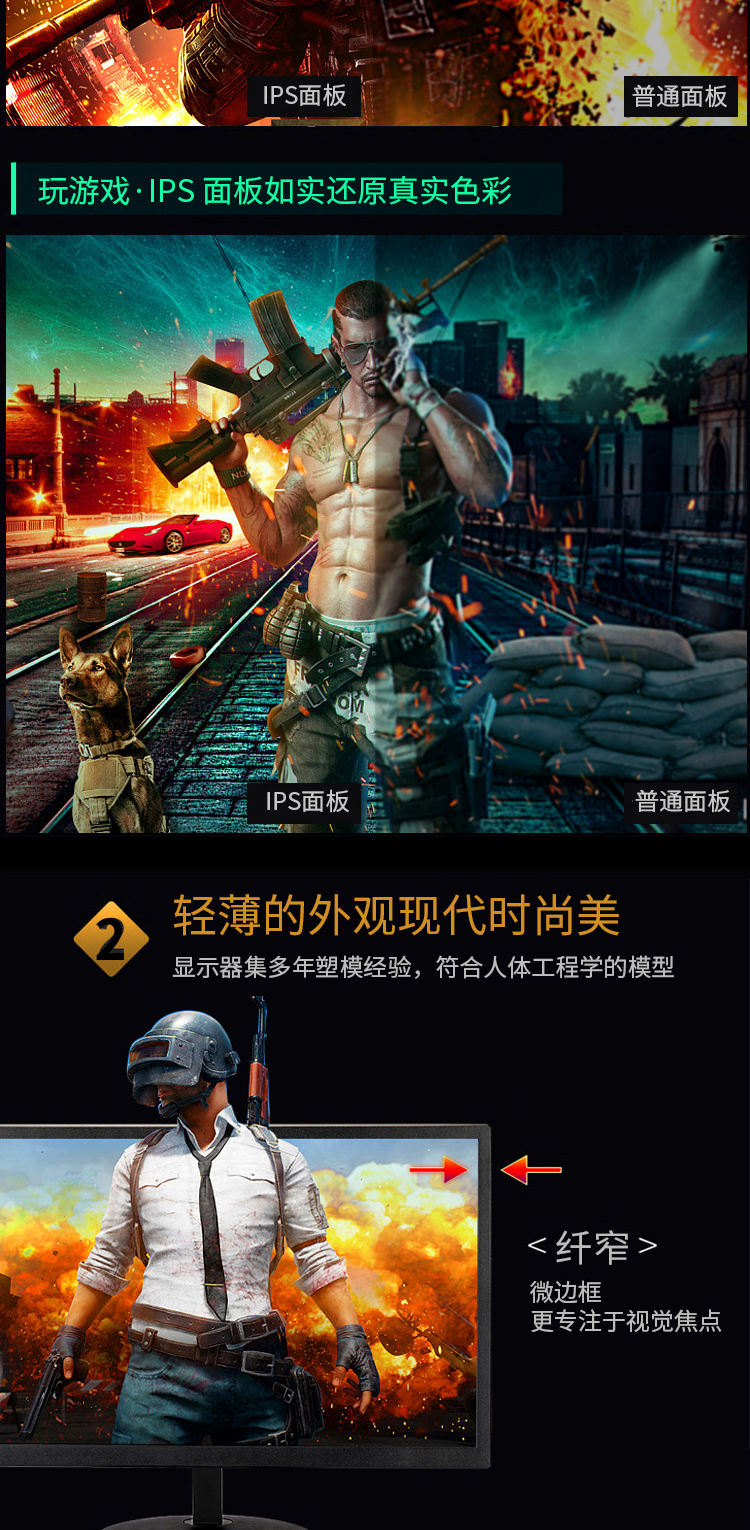 IPS面板
普通面板
玩游戏·IPS 面板如实还原真实色彩
IPS面板
普通面板
2
轻薄的外观现代时尚美
显示器集多年塑模经验，符合人体工程学的模型
< 纤窄 >
微边框
更专注于视觉焦点